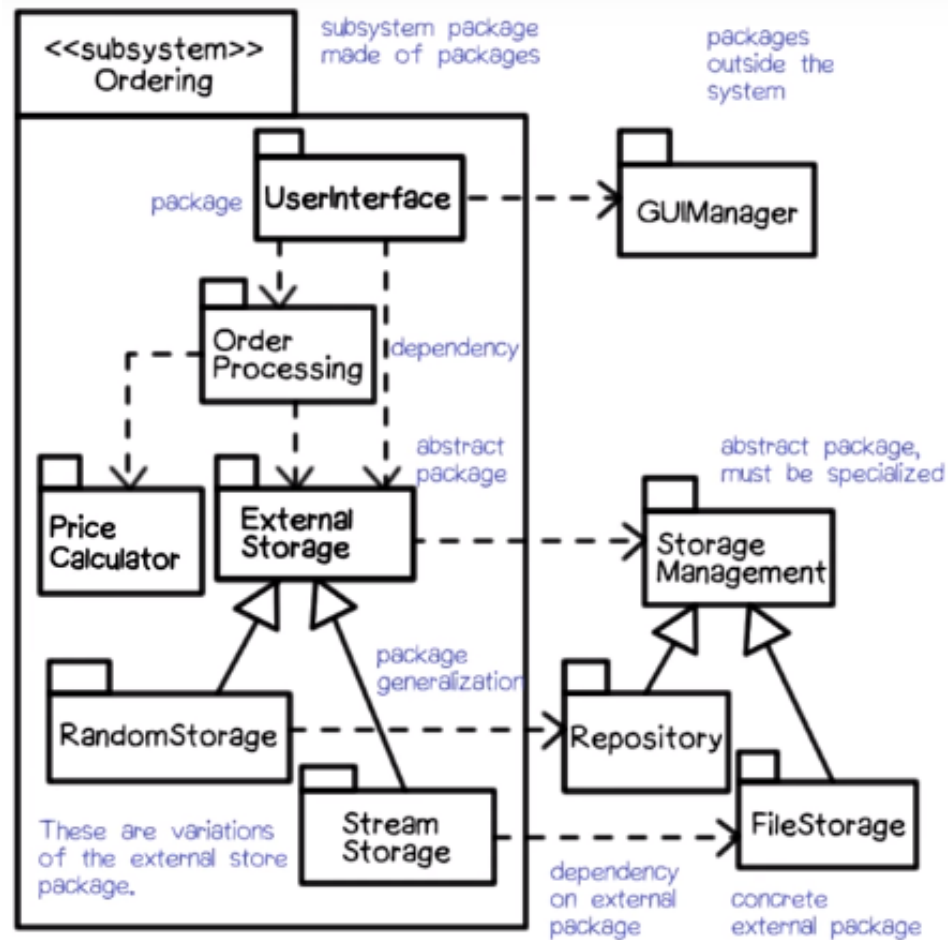 <<subsystem>>
Ordering
subsystem package
made of packages
packages
outside the
system
package
UserInterface
GUIManager
Order
Processing
dependency
abstract
package
abstract package,
must be specialized
Price
Calculator
External
Storage
Storage
Management
package
generalization
RandomStorage
Repository
Stream
Storage
FileStorage
These are variations
of the external store
package.
dependency
on external
package
concrete
external package